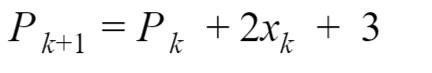 P_{k+1} = P_k + 2x_k + 3